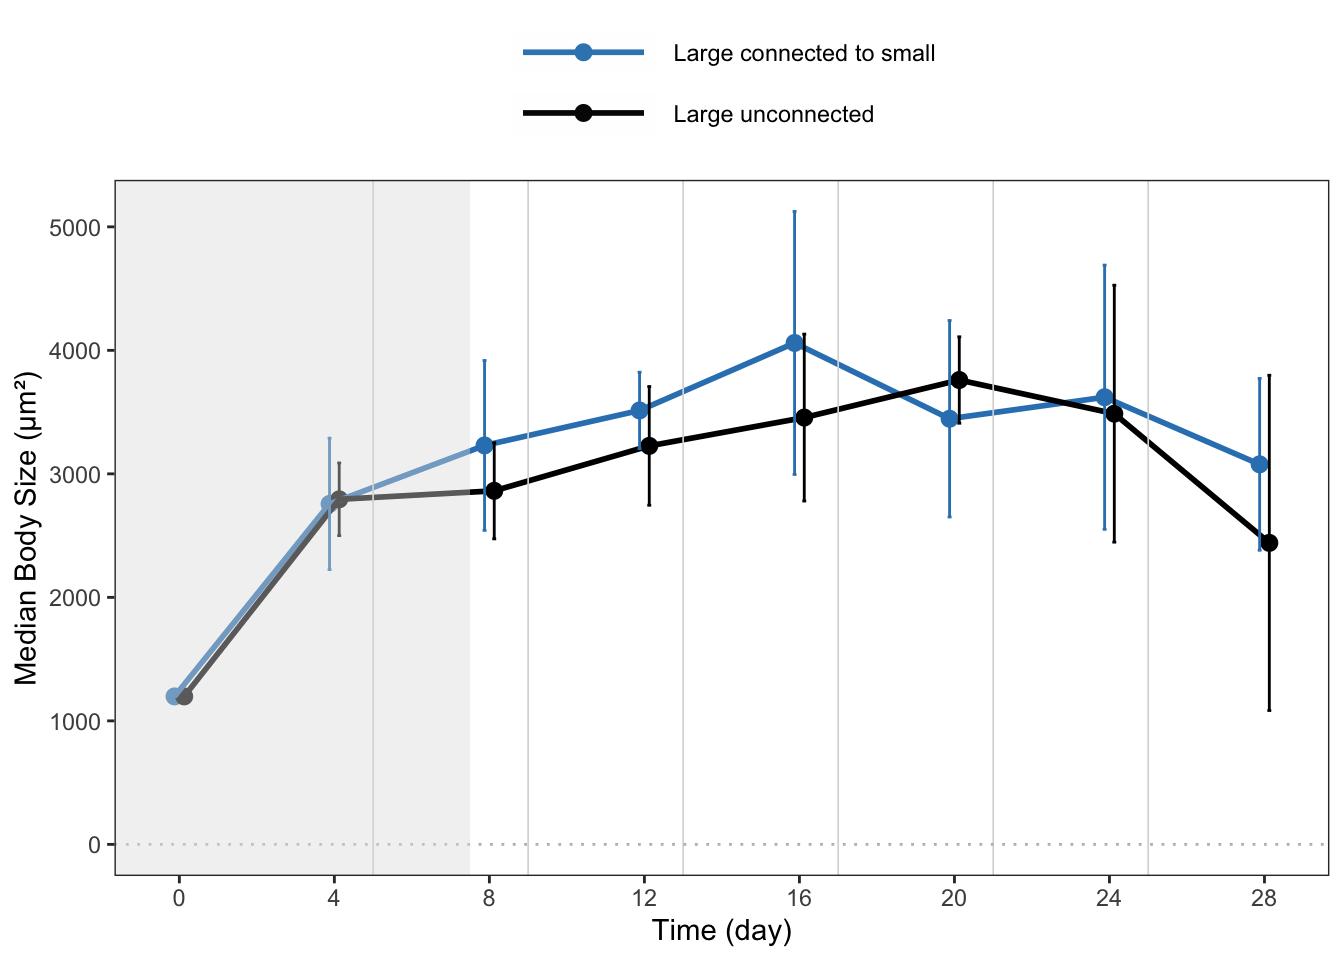 Large connected to small
Large unconnected
Median Body Size (μm²)
5000
4000
3000
2000
1000
0
0 4 8 12 16 20 24 28
Time (day)